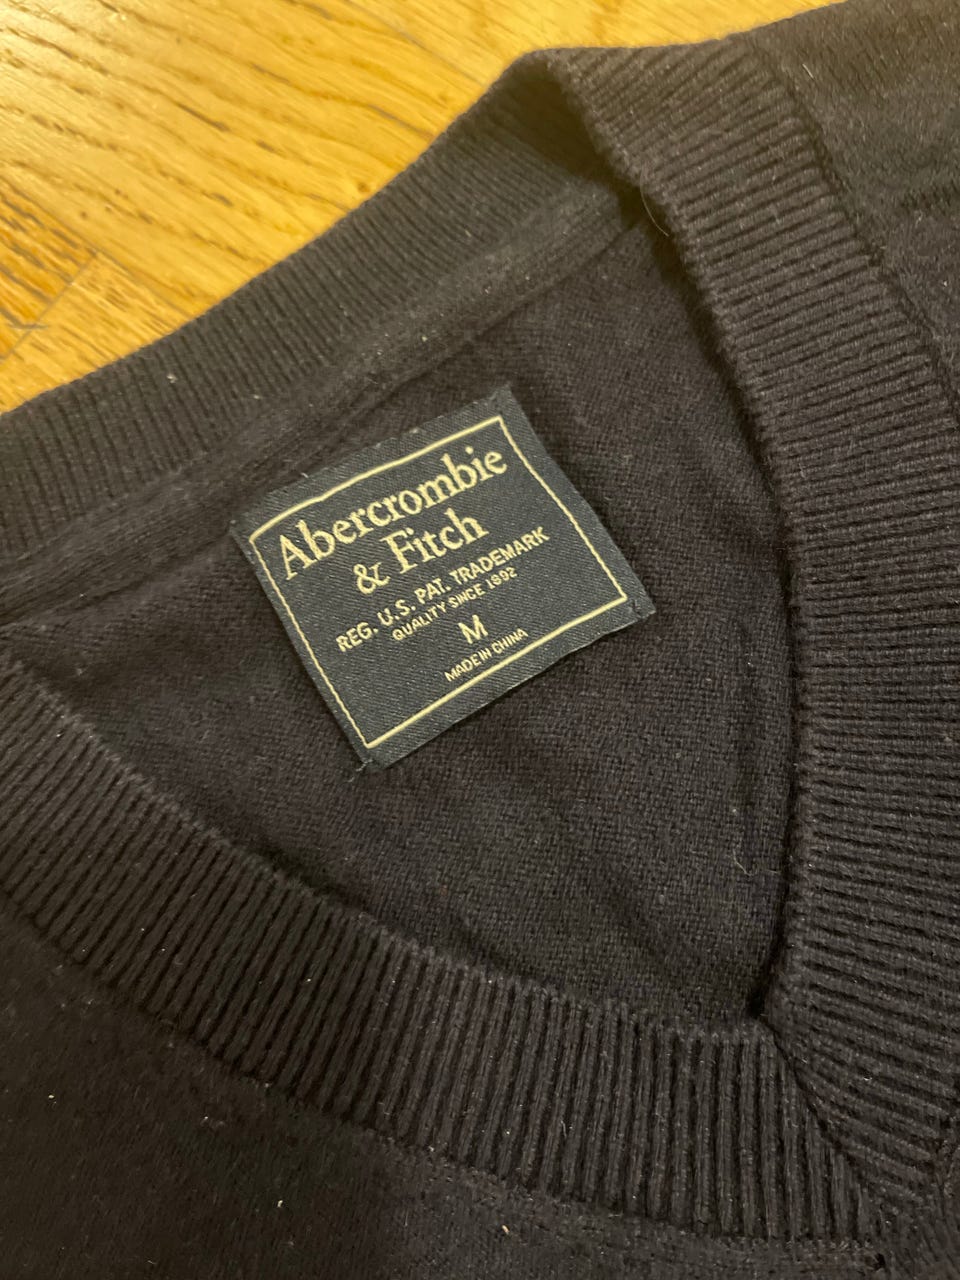 Abercrombie
& Fitch
REG. U.S. PAT. TRADEMARK
QUALITY SINCE 1892
M
MADE IN CHINA